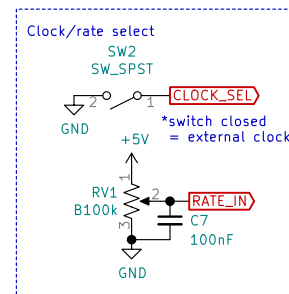 Clock/rate select
SW2
SW_SPST
2
1
CLOCK_SEL
GND
*switch closed
= external clock
+5V
1
RV1
B100k
2
RATE_IN
3
C7
100nF
GND